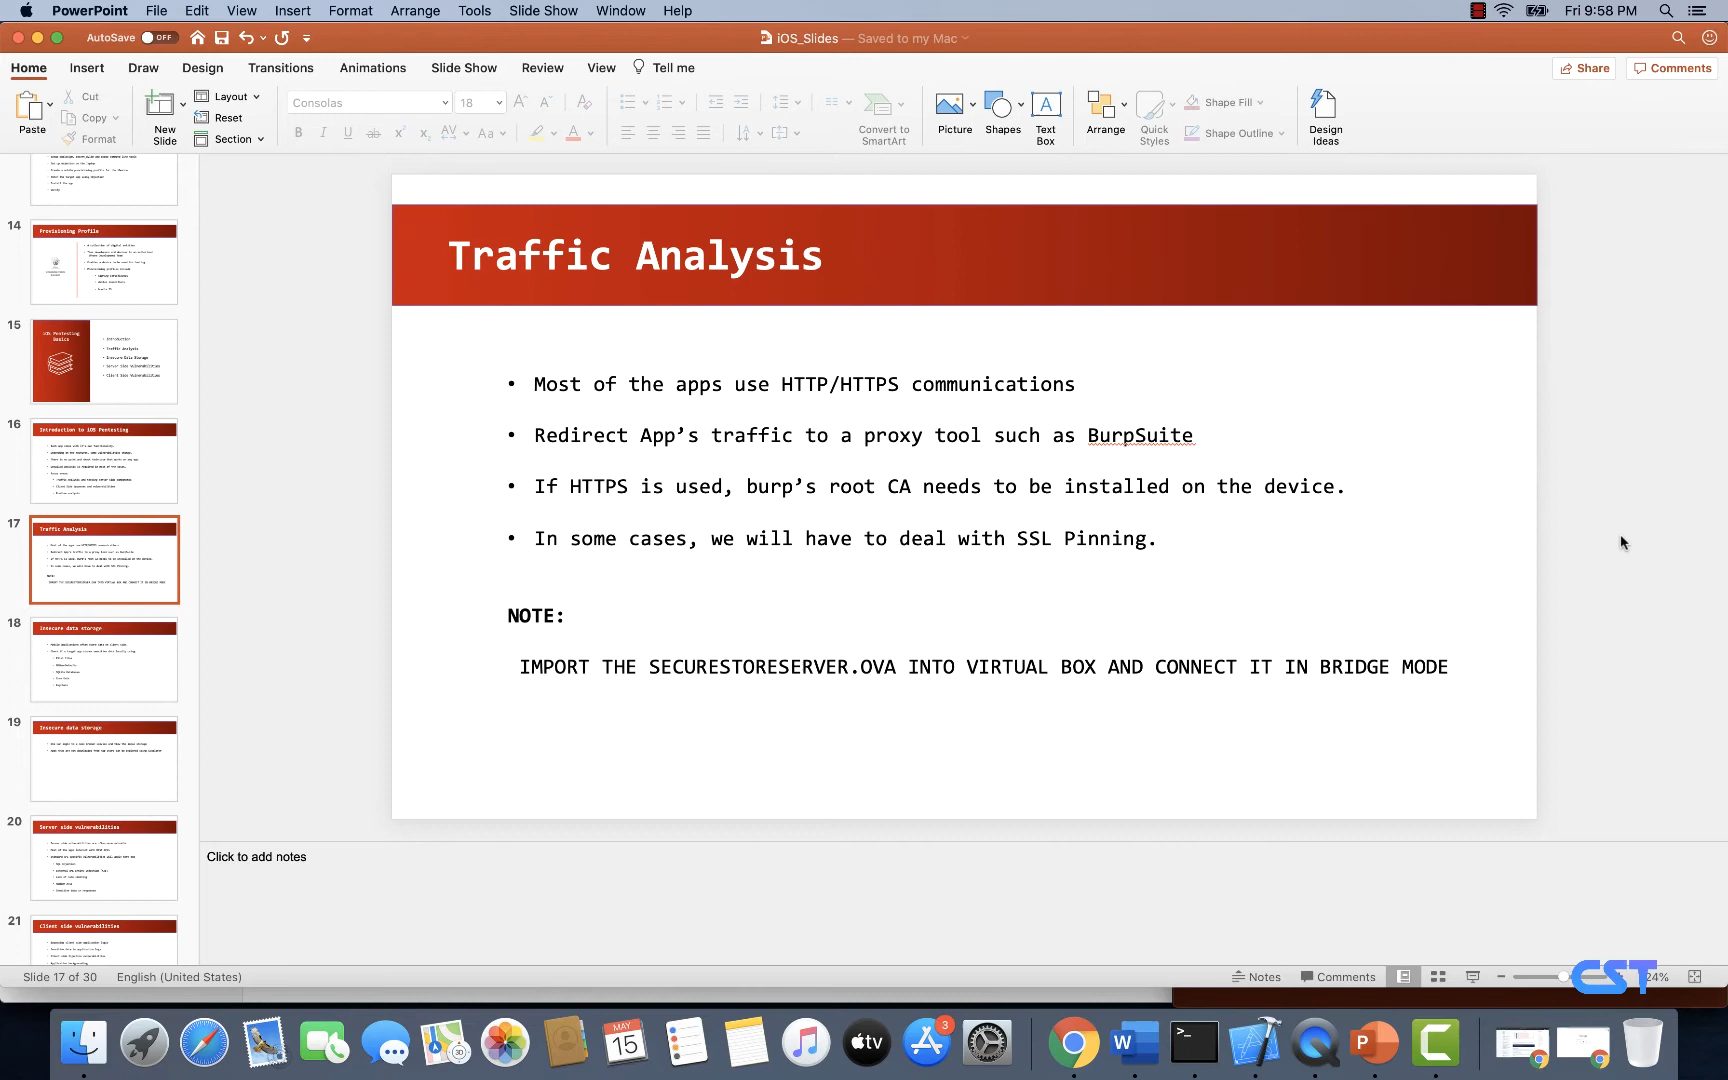 PowerPoint File Edit View Insert Format Arrange Tools Slide Show Window Help Fri 9:58 PM
AutoSave OFF iOS_Slides — Saved to my Mac
Home Insert Draw Design Transitions Animations Slide Show Review View Tell me Share Comments
Paste Cut Copy Format
New Slide Layout Reset Section
Consolas 18
Convert to SmartArt
Picture Shapes Text Box Arrange Quick Styles Shape Fill Shape Outline Design Ideas
14
Provisioning Profile
15
iOS Pentesting Basics
Introduction
Traffic Analysis
Insecure Data Storage
Server Side Vulnerabilities
Client Side Vulnerabilities
16
Introduction to iOS Pentesting
17
Traffic Analysis
18
Insecure data storage
19
Insecure data storage
20
Server side vulnerabilities
21
Client side vulnerabilities
Traffic Analysis
• Most of the apps use HTTP/HTTPS communications
• Redirect App’s traffic to a proxy tool such as BurpSuite
• If HTTPS is used, burp’s root CA needs to be installed on the device.
• In some cases, we will have to deal with SSL Pinning.
NOTE:
IMPORT THE SECURESTORESERVER.OVA INTO VIRTUAL BOX AND CONNECT IT IN BRIDGE MODE
Click to add notes
Slide 17 of 30 English (United States) Notes Comments 24%
CST
MAY
15
tv
3
W
P
C